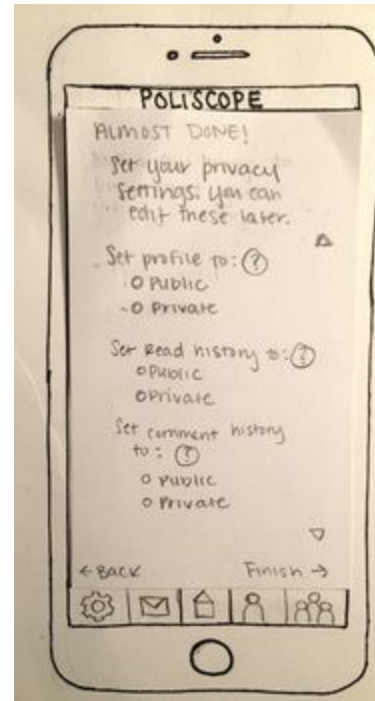 POLISCOPE
ALMOST DONE!
Set your privacy
settings. You can
edit these later.
Set profile to: ?
O Public
O Private
Set Read history to: ?
O Public
O Private
Set comment history
to: ?
O Public
O Private
← BACK Finish →